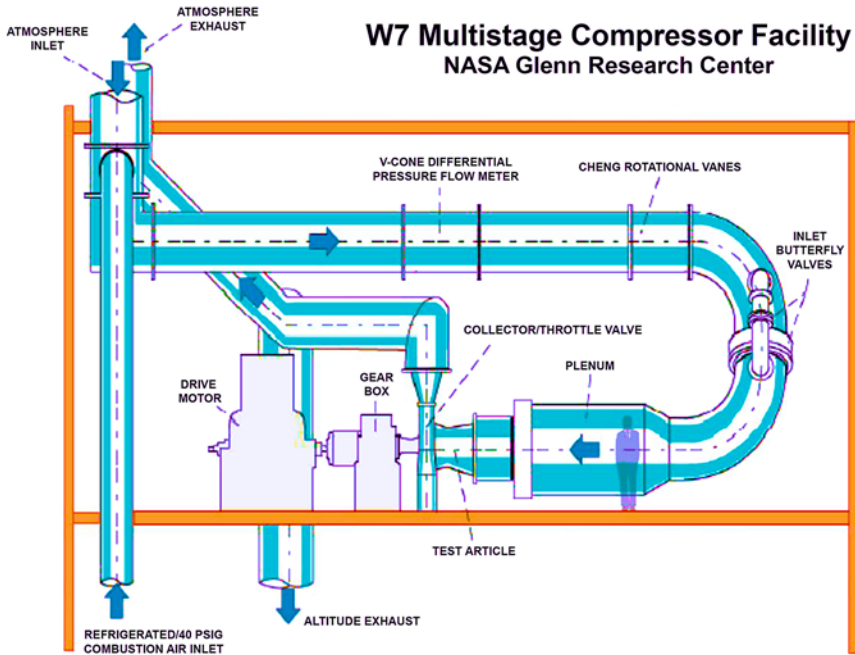 W7 Multistage Compressor Facility
NASA Glenn Research Center
ATMOSPHERE
EXHAUST
ATMOSPHERE
INLET
V-CONE DIFFERENTIAL
PRESSURE FLOW METER
CHENG ROTATIONAL VANES
INLET
BUTTERFLY
VALVES
COLLECTOR/THROTTLE VALVE
PLENUM
GEAR
BOX
DRIVE
MOTOR
TEST ARTICLE
ALTITUDE EXHAUST
REFRIGERATED/40 PSIG
COMBUSTION AIR INLET